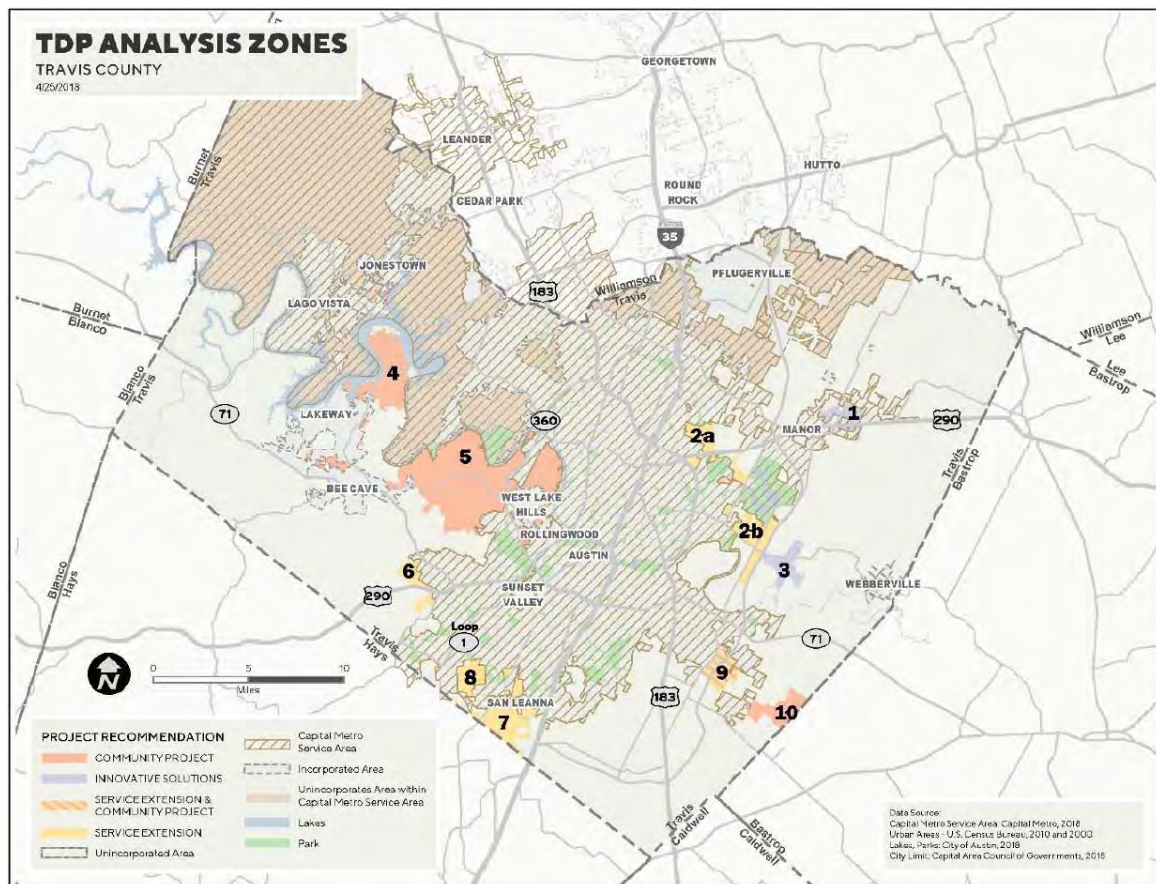 TDP ANALYSIS ZONES
TRAVIS COUNTY
4/25/2018
GEORGETOWN
LEANDER
HUTTO
ROUND
ROCK
CEDAR PARK
Burnet
Travis
35
JONESTOWN
PFLUGERVILLE
183
Williamson
Travis
LAGO VISTA
Burnet
Blanco
Williamson
Lee
Lee
Bastrop
Blanco
Travis
4
71
LAKEWAY
360
1
MANOR
290
2a
5
Travis
Bastrop
BEE CAVE
WEST LAKE
HILLS
ROLLINGWOOD
2b
AUSTIN
3
6
WEBBERVILLE
290
SUNSET
VALLEY
Blanco
Hays
Travis
Hays
Loop
1
71
N
0 5 10
Miles
8
9
183
SAN LEANNA
7
10
PROJECT RECOMMENDATION
COMMUNITY PROJECT
INNOVATIVE SOLUTIONS
SERVICE EXTENSION &
COMMUNITY PROJECT
SERVICE EXTENSION
Unincorporated Area
Capital Metro
Service Area
Incorporated Area
Unincorporates Area within
Capital Metro Service Area
Lakes
Park
Travis
Caldwell
Bastrop
Caldwell
Data Source:
Capital Metro Service Area: Capital Metro, 2018
Urban Areas - U.S. Census Bureau, 2010 and 2000
Lakes, Parks: City of Austin, 2018
City Limit: Capital Area Council of Governments, 2016